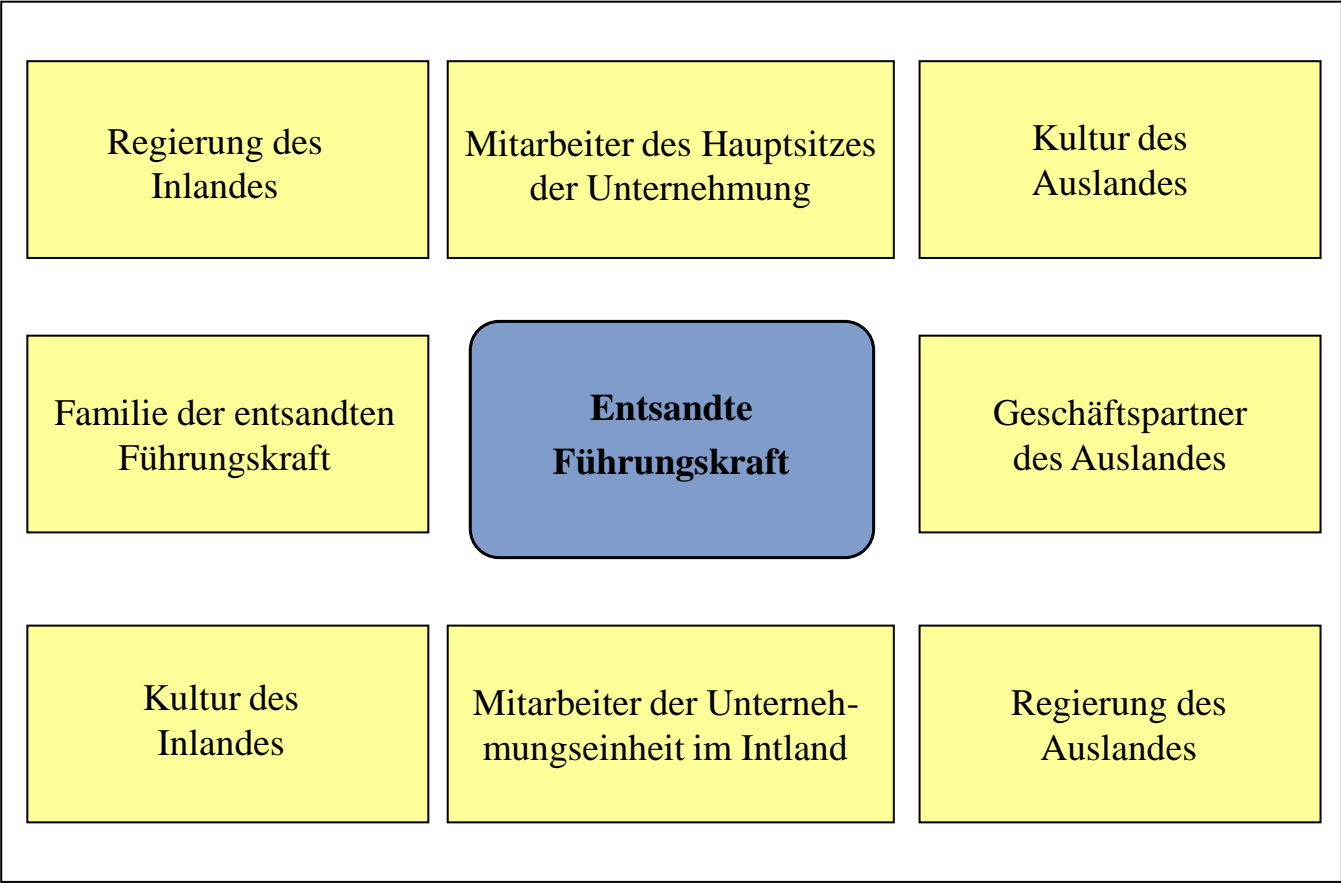 Regierung des
Inlandes
Mitarbeiter des Hauptsitzes
der Unternehmung
Kultur des
Auslandes
Familie der entsandten
Führungskraft
Entsandte
Führungskraft
Geschäftspartner
des Auslandes
Kultur des
Inlandes
Mitarbeiter der Unterneh-
mungseinheit im Intland
Regierung des
Auslandes